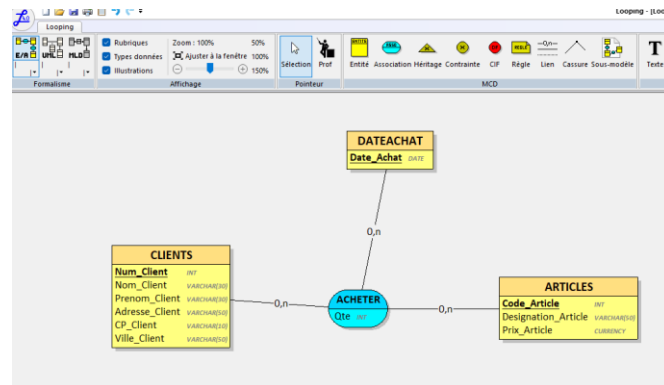 Looping - [Loo
Looping
Rubriques Zoom : 100% 50%
Types données Ajuster à la fenêtre 100%
Illustrations 150%
E/A UML MLD
Sélection Prof
Entité Association Héritage Contrainte CIF Règle Lien Cassure Sous-modèle Texte
Formalisme Affichage Pointeur MCD
DATEACHAT
Date_Achat DATE
0,n
CLIENTS
Num_Client INT
Nom_Client VARCHAR(30)
Prenom_Client VARCHAR(30)
Adresse_Client VARCHAR(50)
CP_Client VARCHAR(10)
Ville_Client VARCHAR(50)
0,n
ACHETER
Qte INT
0,n
ARTICLES
Code_Article INT
Designation_Article VARCHAR(50)
Prix_Article CURRENCY